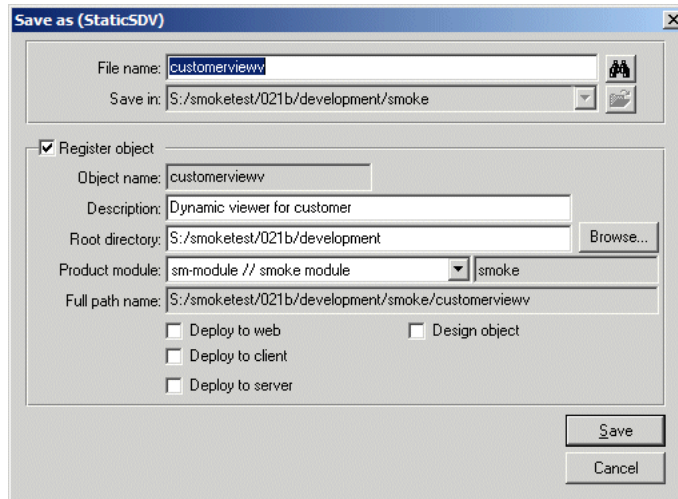 Save as (StaticSDV)
File name: customerviewv
Save in: S:/smoketest/021b/development/smoke
Register object
Object name: customerviewv
Description: Dynamic viewer for customer
Root directory: S:/smoketest/021b/development Browse...
Product module: sm-module // smoke module smoke
Full path name: S:/smoketest/021b/development/smoke/customerviewv
Deploy to web Design object
Deploy to client
Deploy to server
Save
Cancel